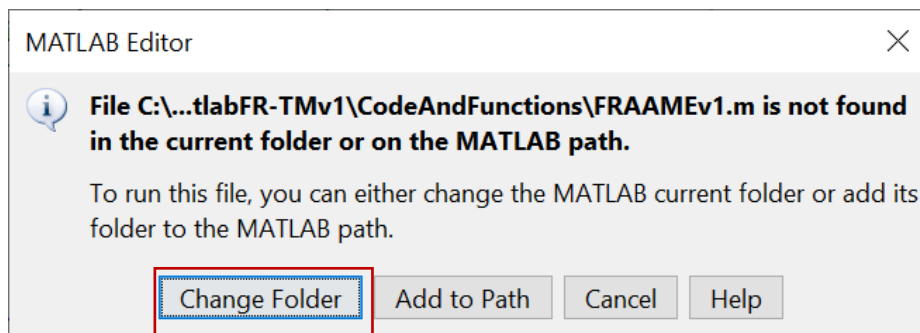 MATLAB Editor
File C:\...tlabFR-TMv1\CodeAndFunctions\FRAAMEv1.m is not found
in the current folder or on the MATLAB path.
To run this file, you can either change the MATLAB current folder or add its
folder to the MATLAB path.
Change Folder Add to Path Cancel Help